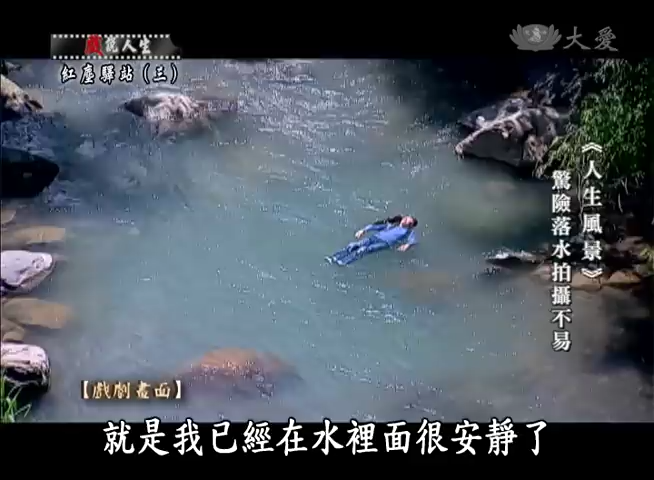 戲說人生
大愛
紅塵驛站(三)
《人生風景》
驚險落水拍攝不易
【戲劇畫面】
就是我已經在水裡面很安靜了